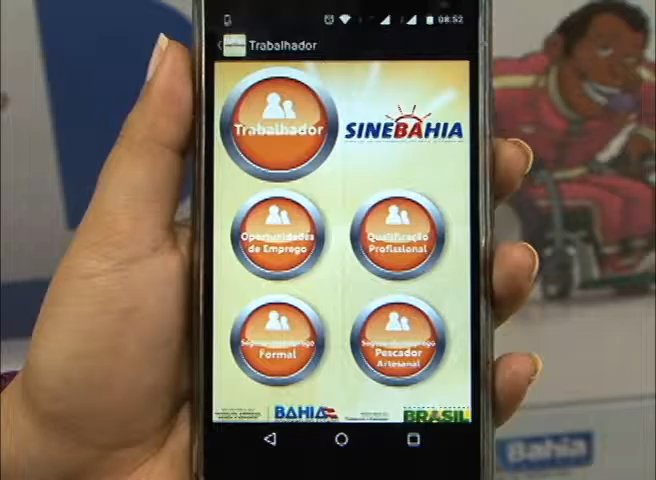 08:52
Trabalhador
Trabalhador
SINEBAHIA
Oportunidades
de Emprego
Qualificação
Profissional
Formal
Pescador
Artesanal
BAHIA
BRASIL
Bahia